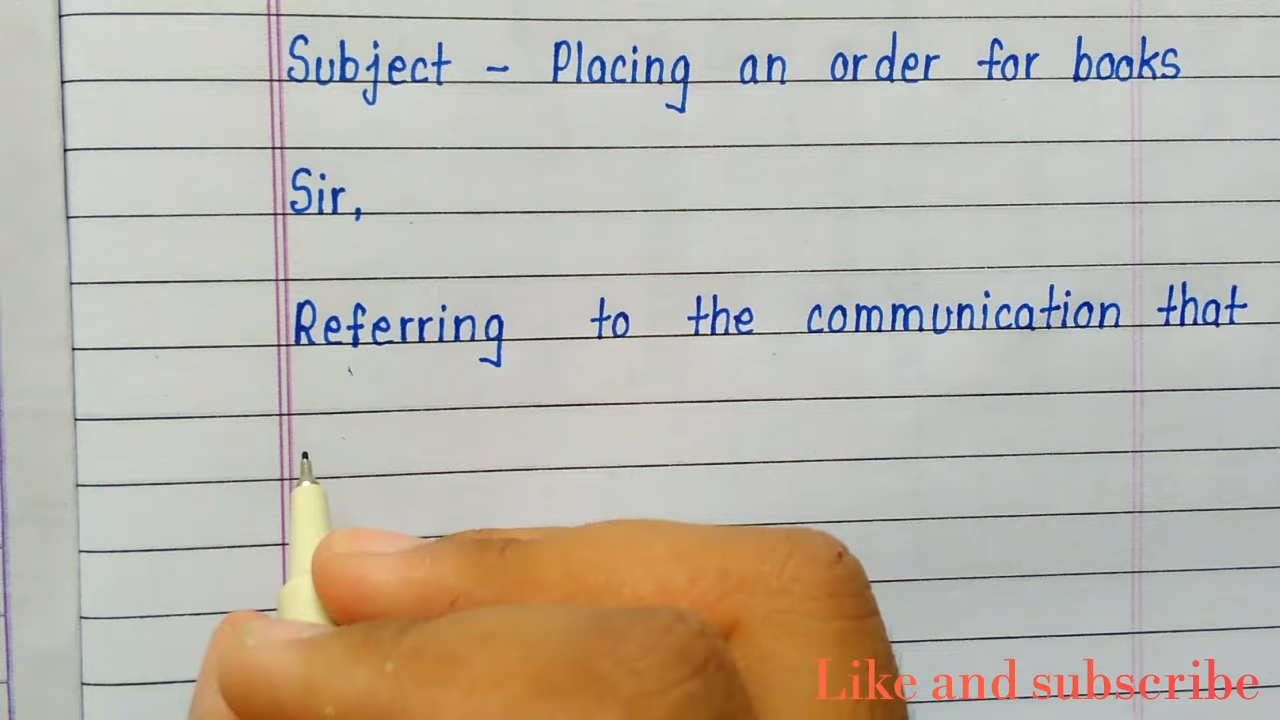 Subject - Placing an order for books
Sir,
Referring to the communication that
Like and subscribe